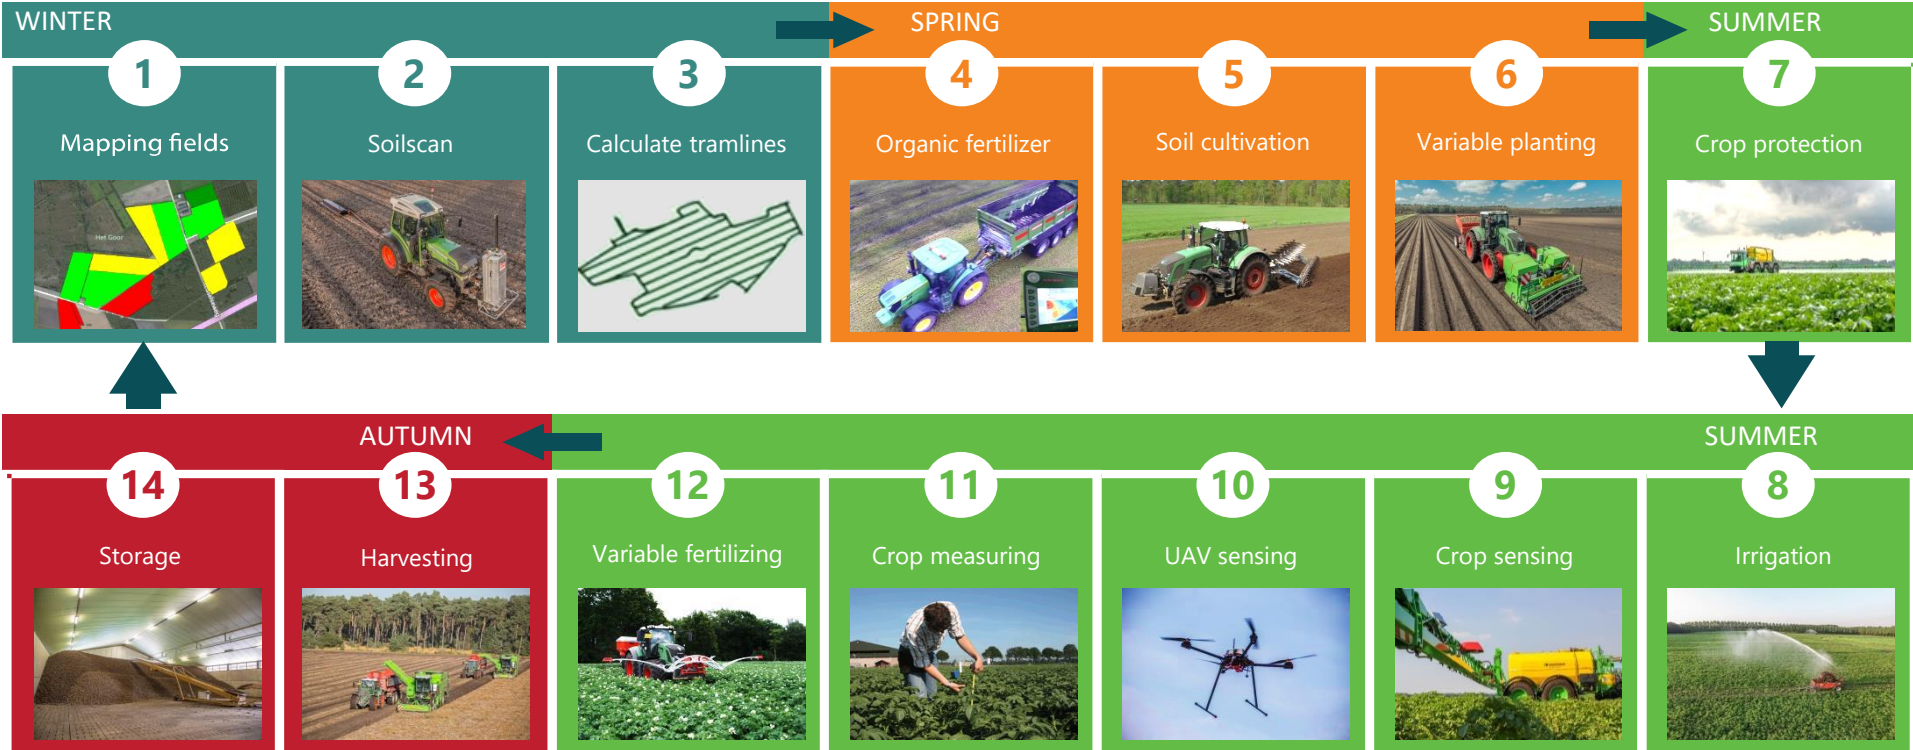 WINTER
SPRING
SUMMER
1
2
3
4
5
6
7
Mapping fields
Soilscan
Calculate tramlines
Organic fertilizer
Soil cultivation
Variable planting
Crop protection
Het Goor
AUTUMN
SUMMER
14
13
12
11
10
9
8
Storage
Harvesting
Variable fertilizing
Crop measuring
UAV sensing
Crop sensing
Irrigation